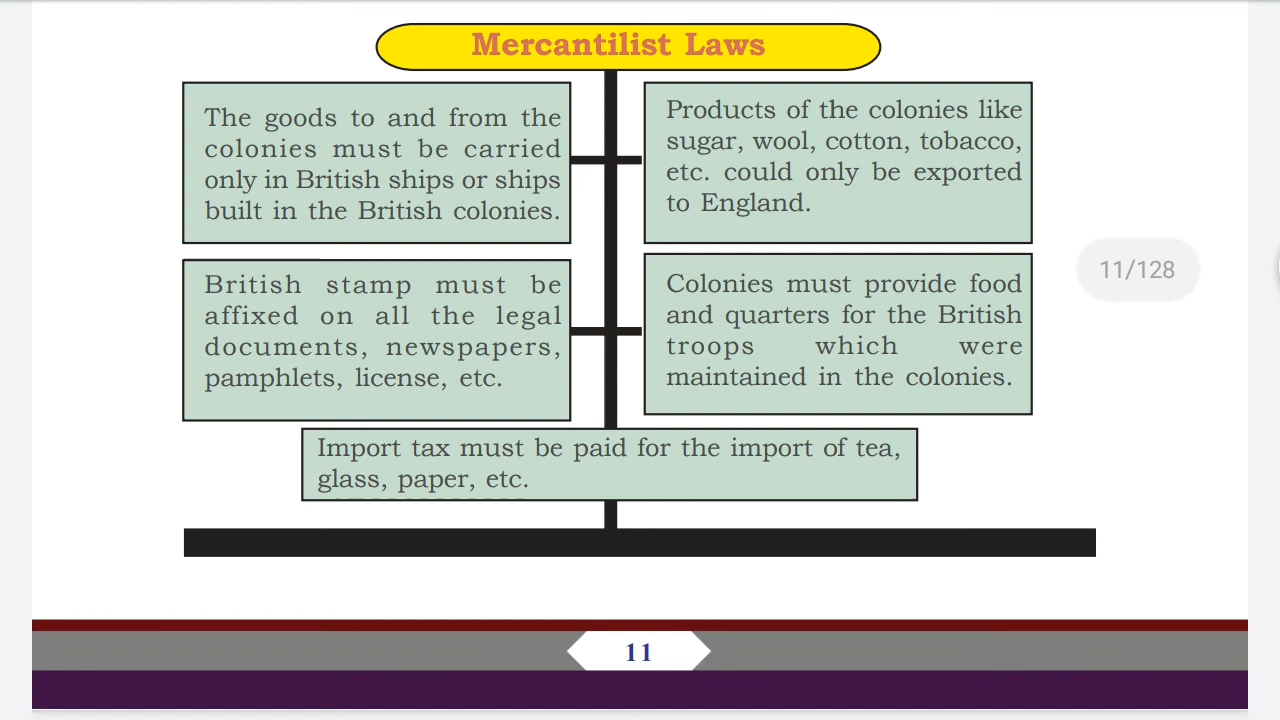 Mercantilist Laws
The goods to and from the
colonies must be carried
only in British ships or ships
built in the British colonies.
Products of the colonies like
sugar, wool, cotton, tobacco,
etc. could only be exported
to England.
British stamp must be
affixed on all the legal
documents, newspapers,
pamphlets, license, etc.
Colonies must provide food
and quarters for the British
troops which were
maintained in the colonies.
Import tax must be paid for the import of tea,
glass, paper, etc.
11/128
11